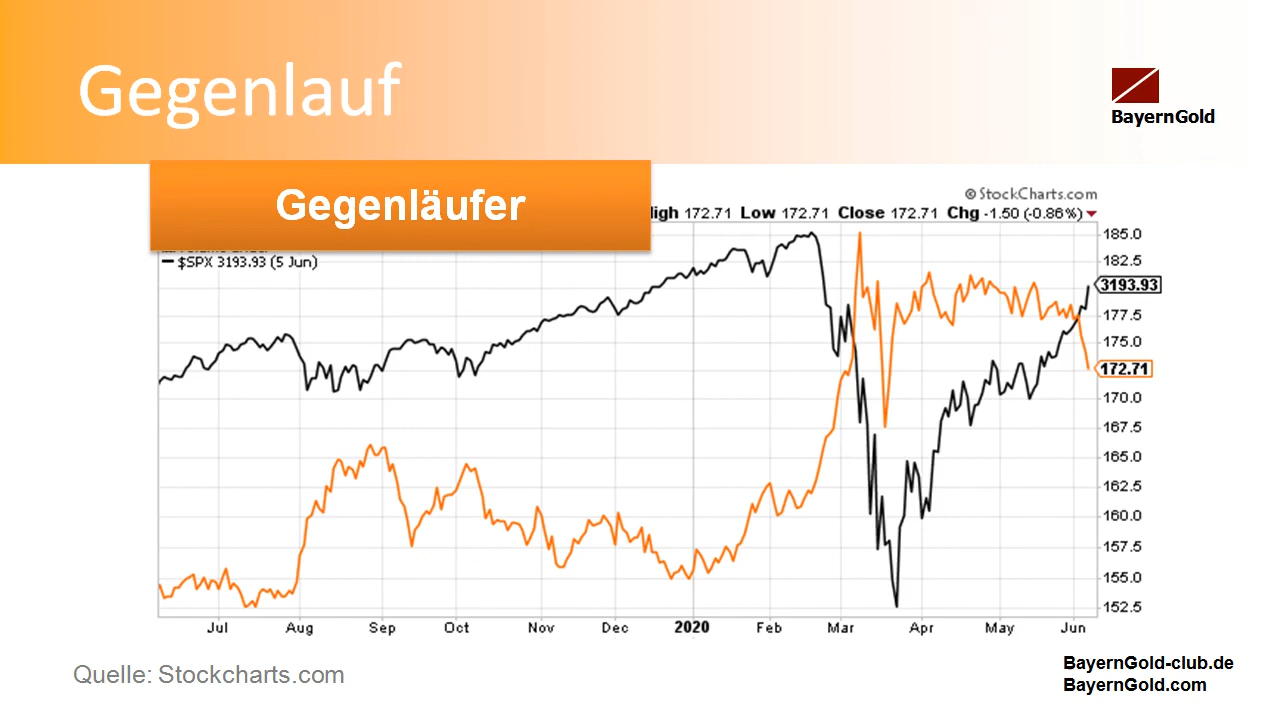 Gegenlauf
BayernGold
Gegenläufer
© StockCharts.com
High 172.71 Low 172.71 Close 172.71 Chg -1.50 (-0.86%)
$SPX 3193.93 (5 Jun)
185.0
182.5
3193.93
177.5
175.0
172.71
170.0
167.5
165.0
162.5
160.0
157.5
155.0
152.5
Jul Aug Sep Oct Nov Dec 2020 Feb Mar Apr May Jun
Quelle: Stockcharts.com
BayernGold-club.de
BayernGold.com